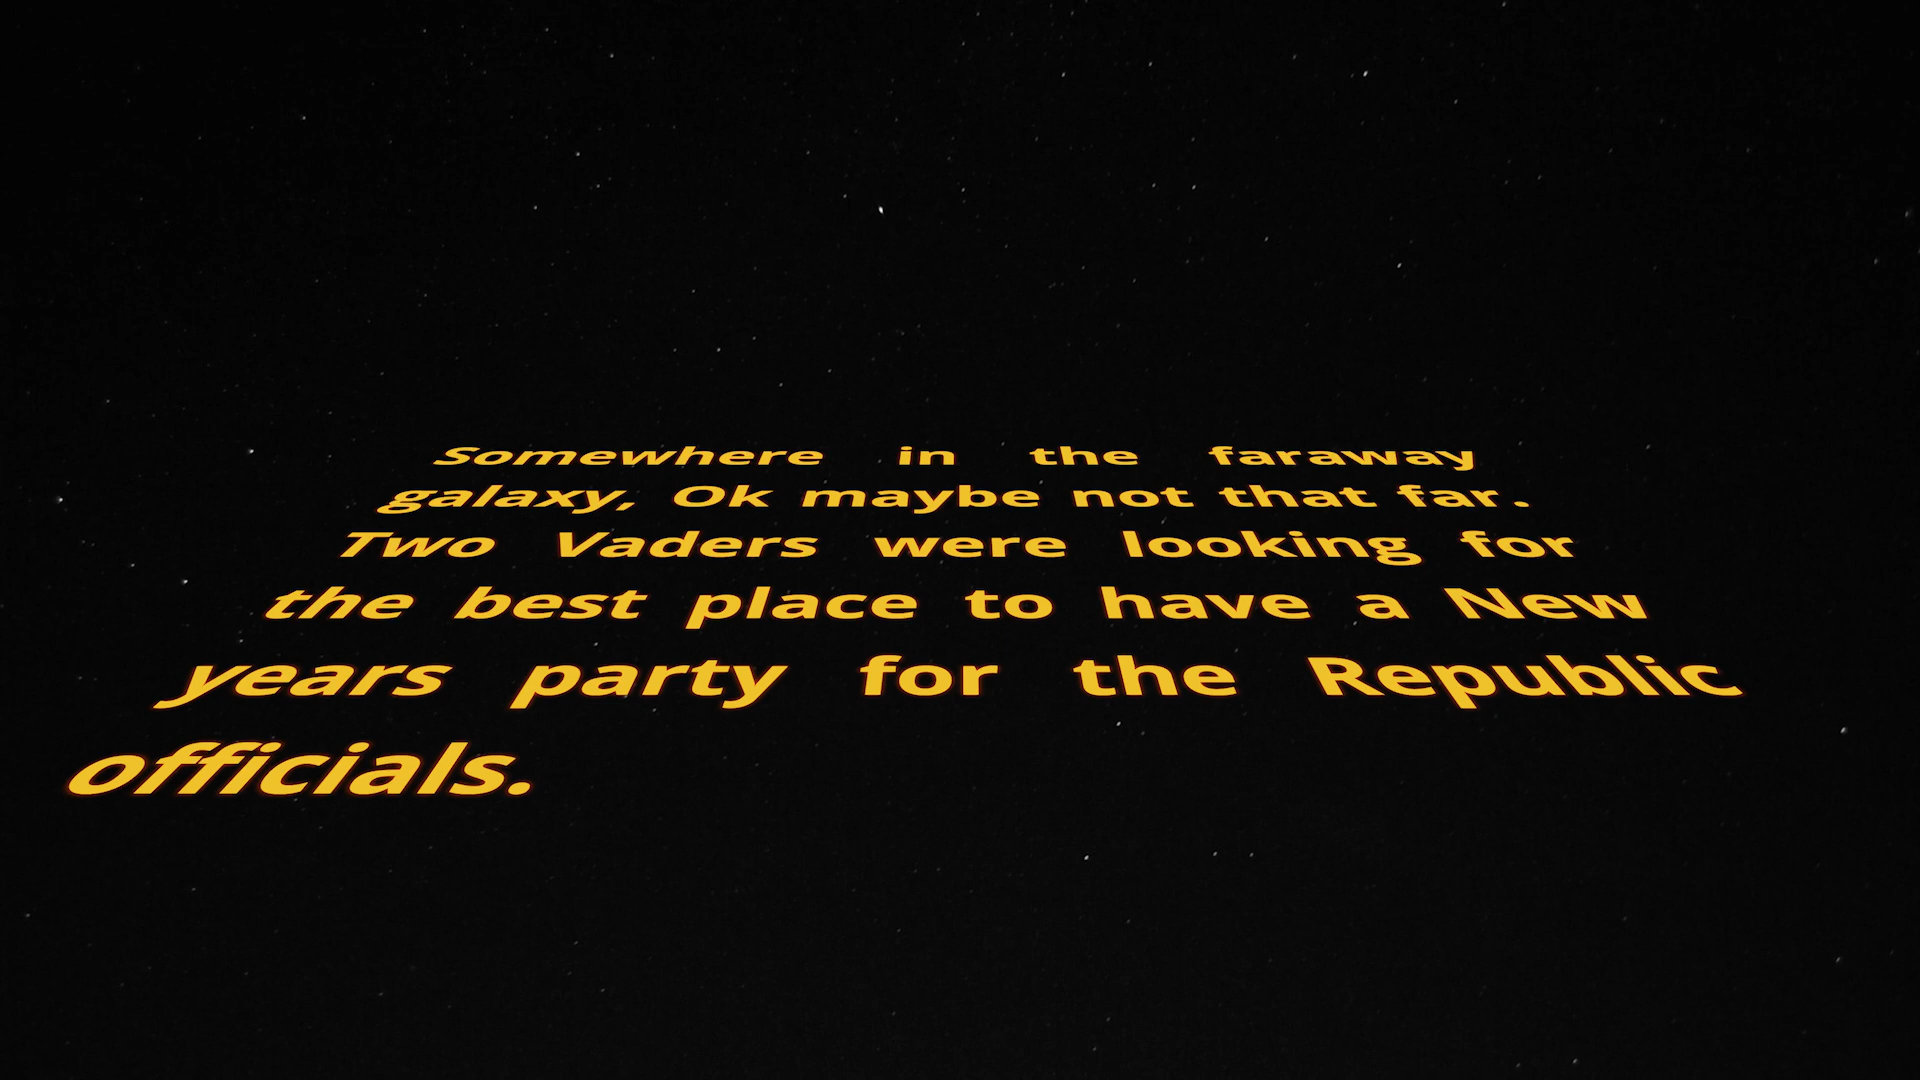 Somewhere in the faraway
galaxy, Ok maybe not that far.
Two Vaders were looking for
the best place to have a New
years party for the Republic
officials.